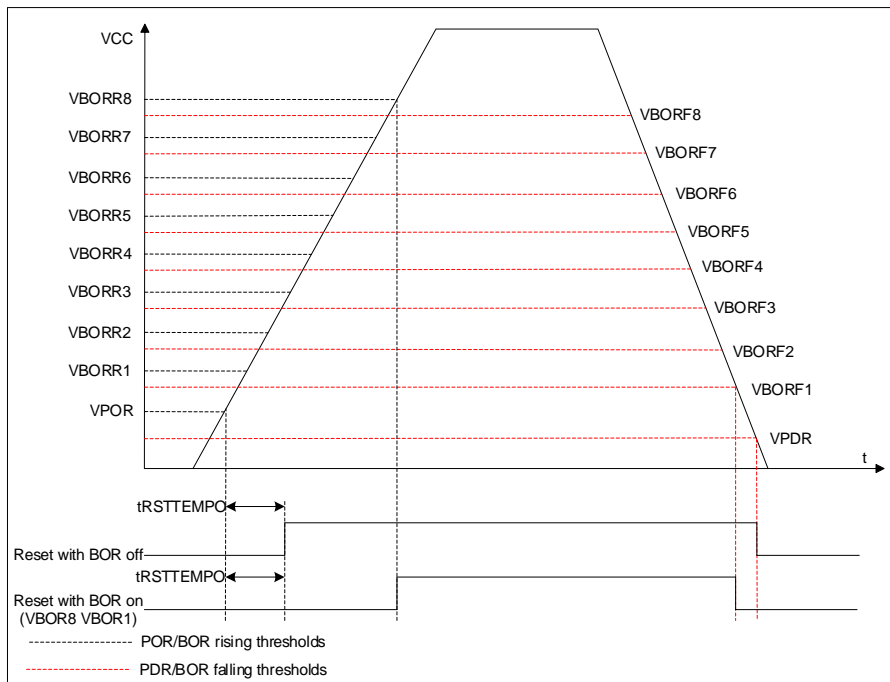 VCC
VBORR8
VBORF8
VBORR7
VBORF7
VBORR6
VBORF6
VBORR5
VBORF5
VBORR4
VBORF4
VBORR3
VBORF3
VBORR2
VBORF2
VBORR1
VBORF1
VPOR
VPDR
t
tRSTTEMPO
Reset with BOR off
tRSTTEMPO
Reset with BOR on
(VBOR8 VBOR1)
POR/BOR rising thresholds
PDR/BOR falling thresholds